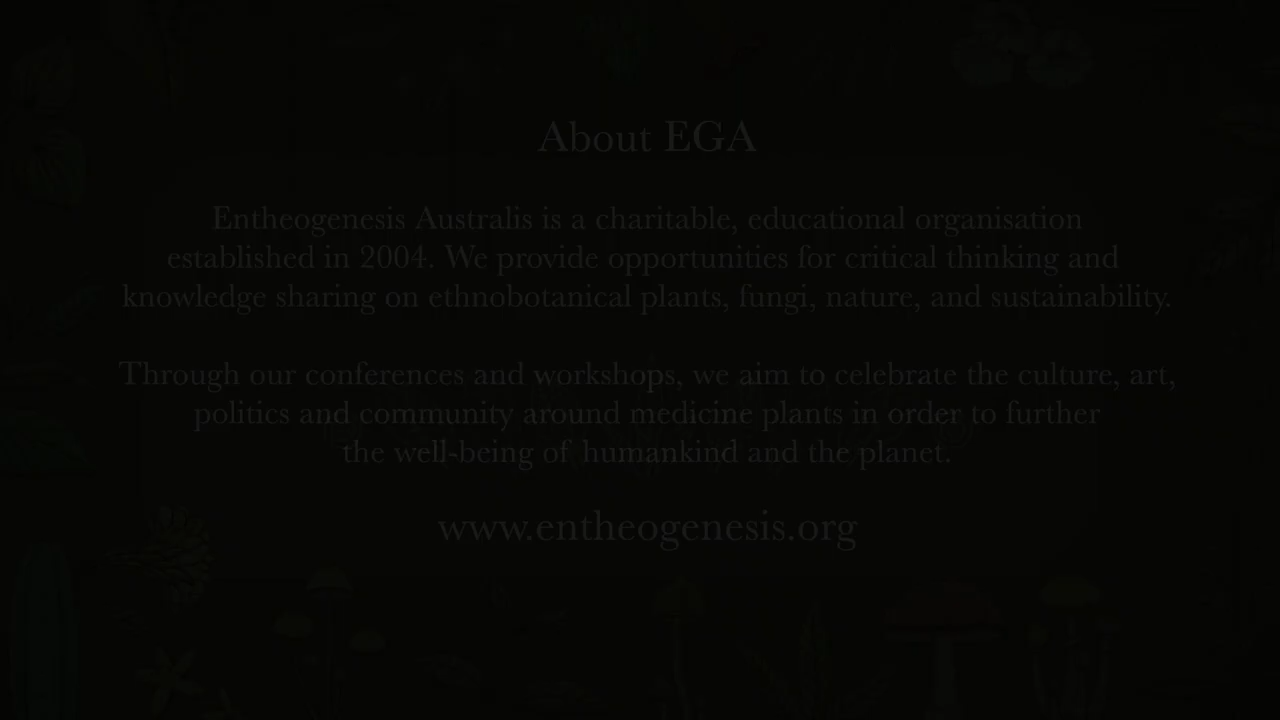 About EGA
Entheogenesis Australis is a charitable, educational organisation
established in 2004. We provide opportunities for critical thinking and
knowledge sharing on ethnobotanical plants, fungi, nature, and sustainability.
Through our conferences and workshops, we aim to celebrate the culture, art,
politics and community around medicine plants in order to further
the well-being of humankind and the planet.
www.entheogenesis.org